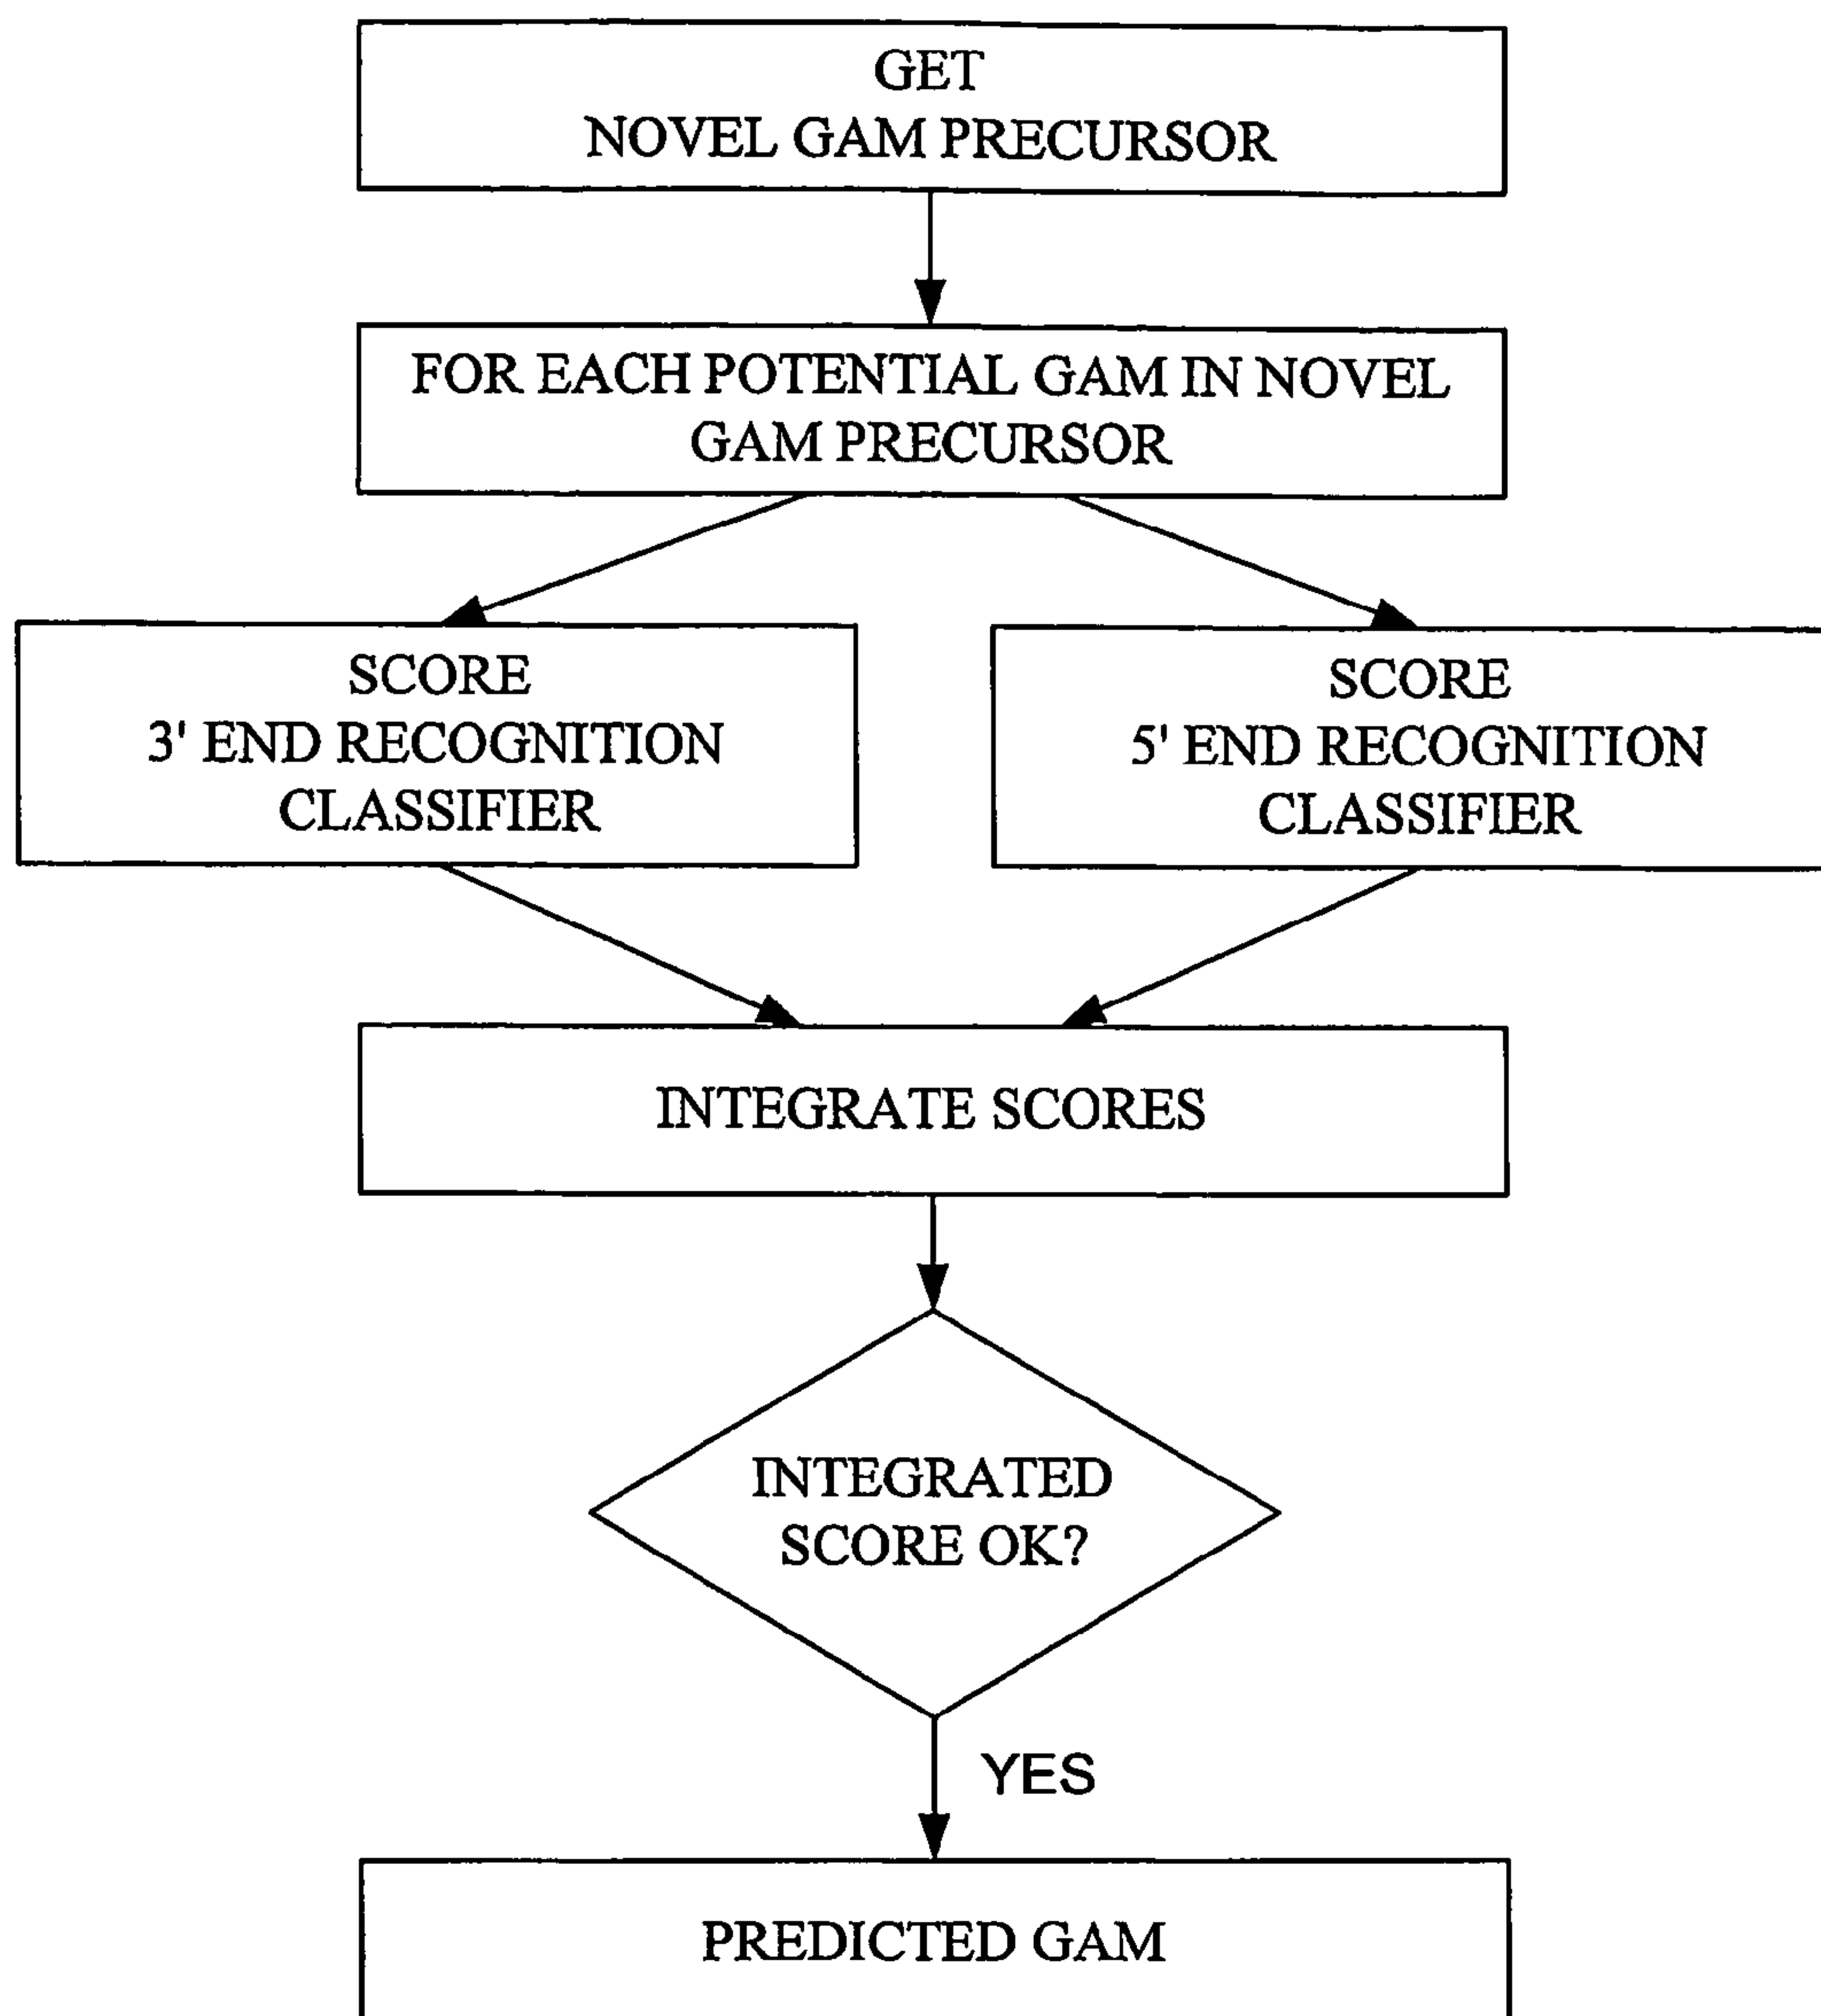 GET
NOVEL GAM PRECURSOR
FOR EACH POTENTIAL GAM IN NOVEL
GAM PRECURSOR
SCORE
3' END RECOGNITION
CLASSIFIER
SCORE
5' END RECOGNITION
CLASSIFIER
INTEGRATE SCORES
INTEGRATED
SCORE OK?
YES
PREDICTED GAM